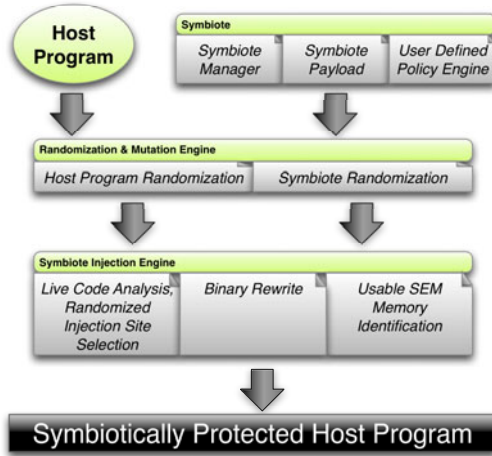 Host
Program
Symbiote
Symbiote
Manager
Symbiote
Payload
User Defined
Policy Engine
Randomization & Mutation Engine
Host Program Randomization
Symbiote Randomization
Symbiote Injection Engine
Live Code Analysis,
Randomized
Injection Site
Selection
Binary Rewrite
Usable SEM
Memory
Identification
Symbiotically Protected Host Program